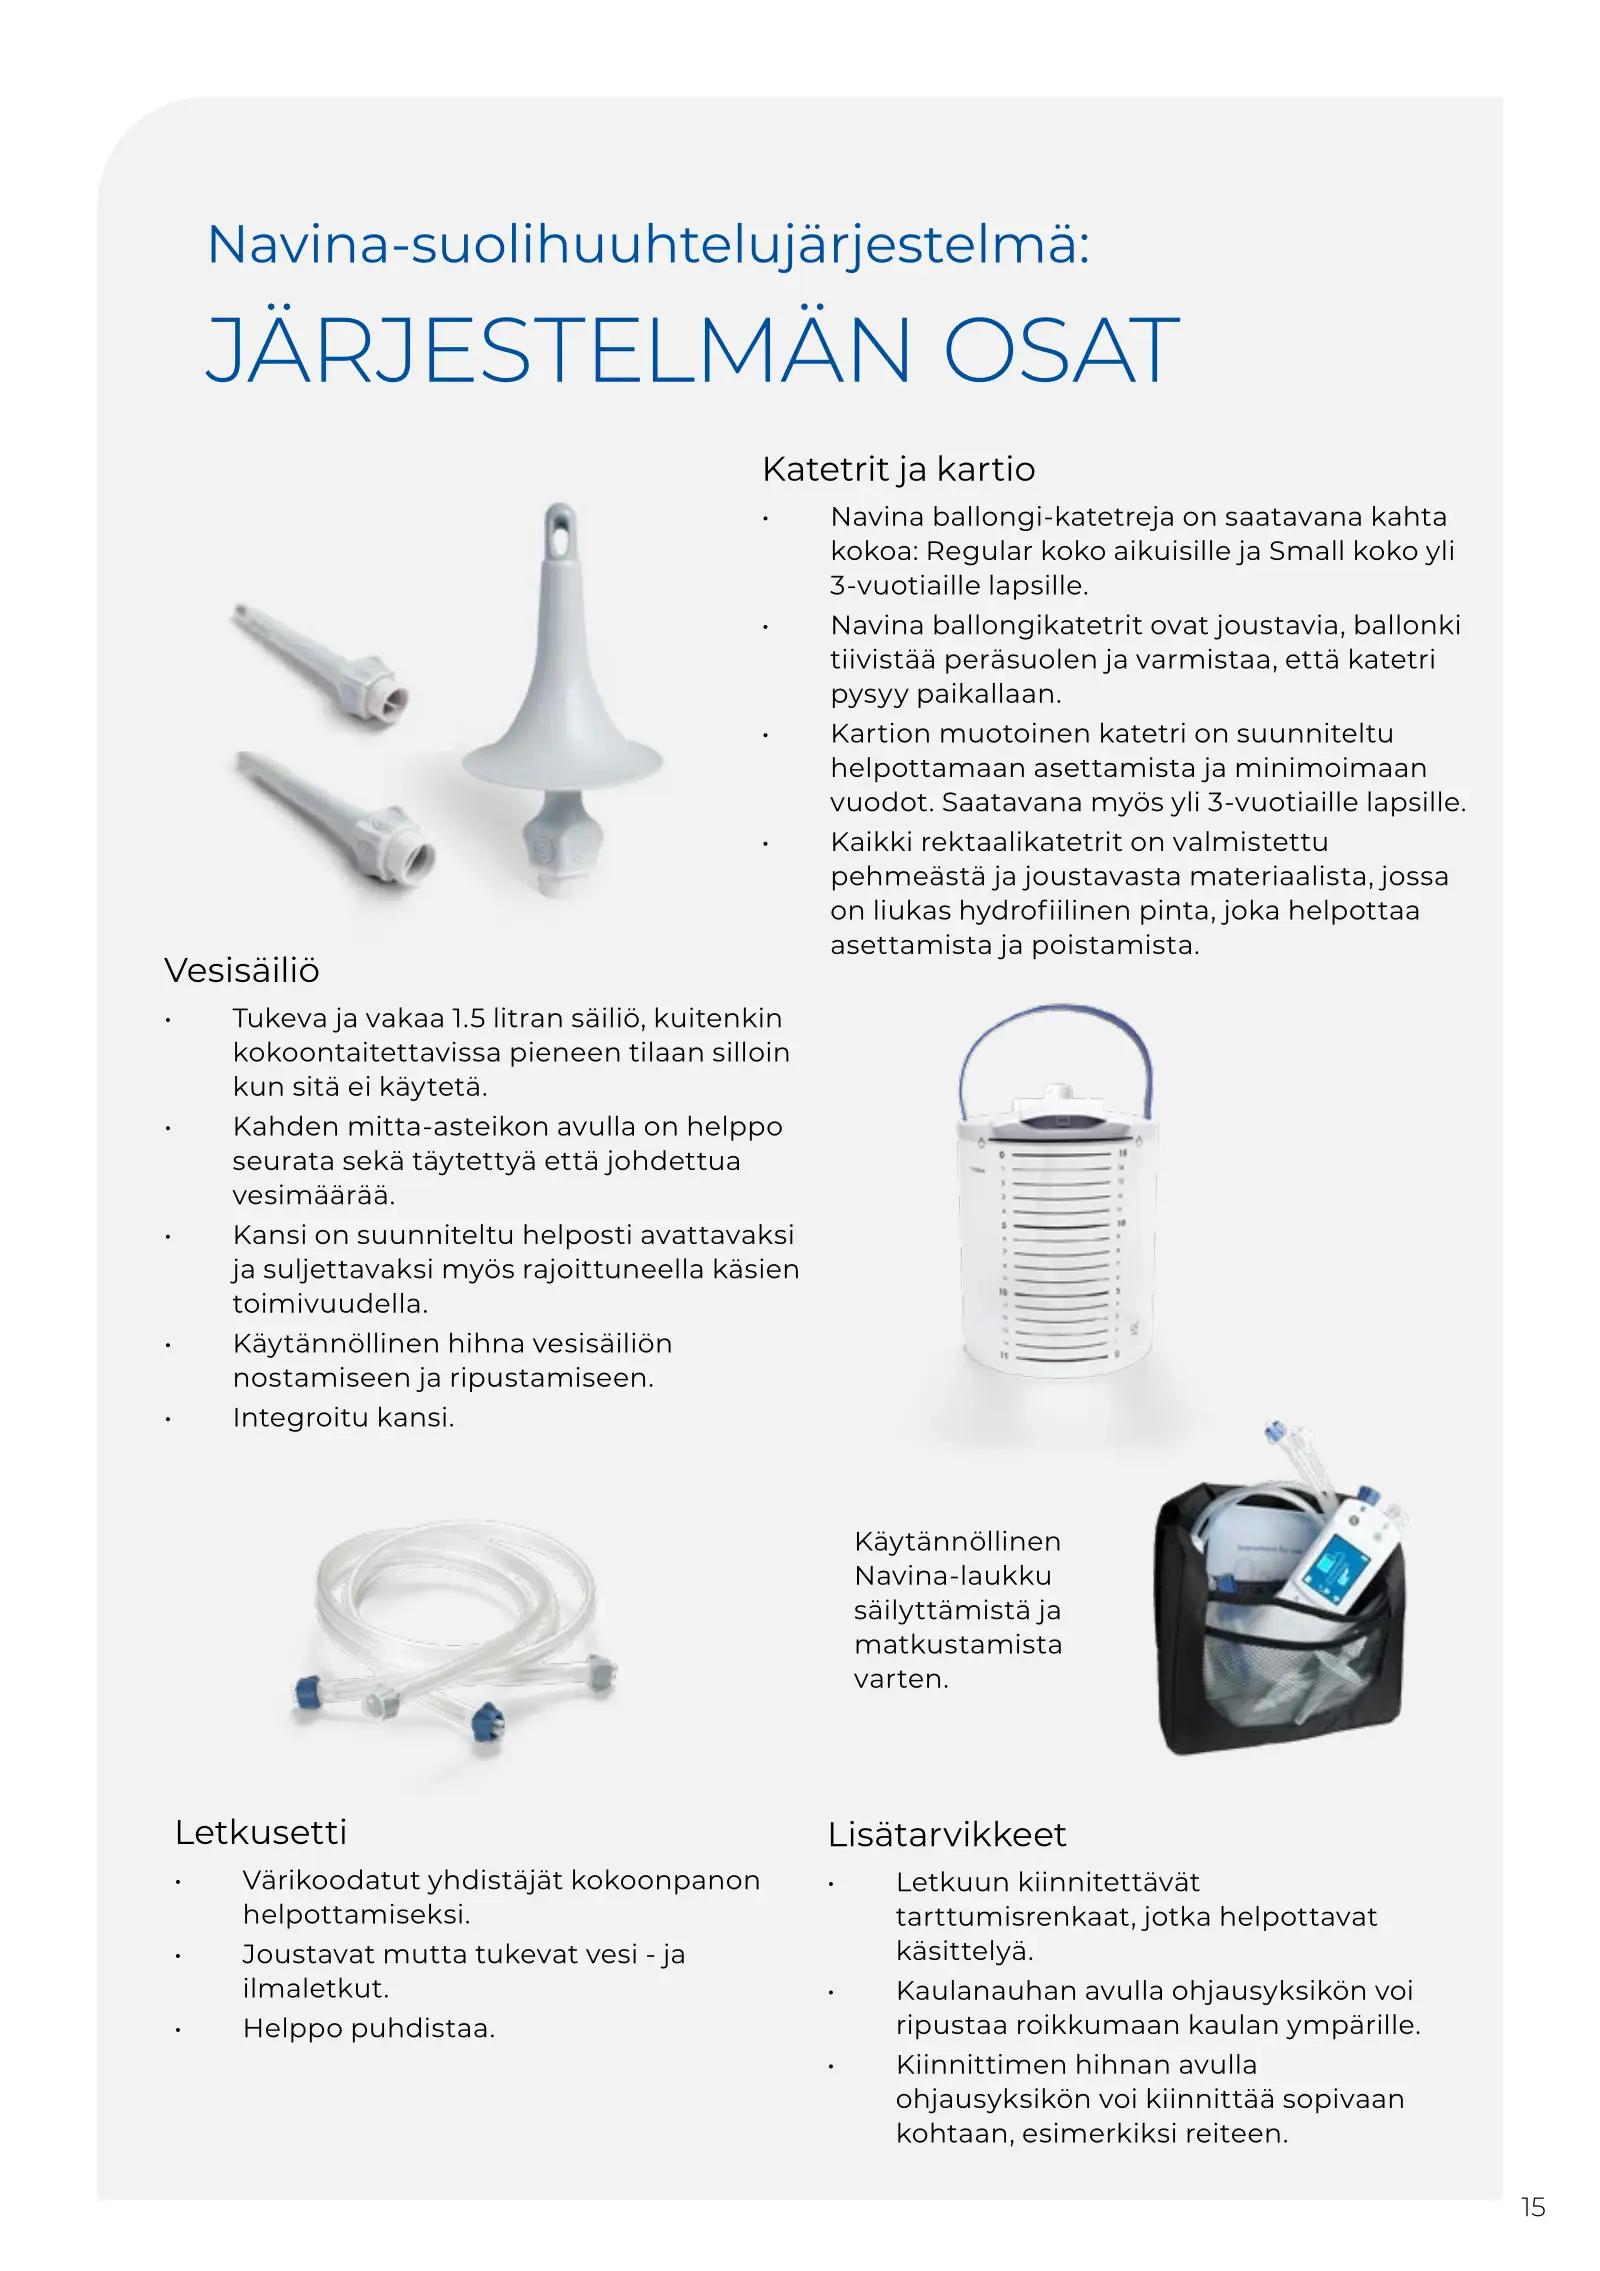 Navina-suolihuuhtelujärjestelmä:
JÄRJESTELMÄN OSAT
Katetrit ja kartio
• Navina ballongi-katetreja on saatavana kahta
kokoa: Regular koko aikuisille ja Small koko yli
3-vuotiaille lapsille.
• Navina ballongikatetrit ovat joustavia, ballonki
tiivistää peräsuolen ja varmistaa, että katetri
pysyy paikallaan.
• Kartion muotoinen katetri on suunniteltu
helpottamaan asettamista ja minimoimaan
vuodot. Saatavana myös yli 3-vuotiaille lapsille.
• Kaikki rektaalikatetrit on valmistettu
pehmeästä ja joustavasta materiaalista, jossa
on liukas hydrofiilinen pinta, joka helpottaa
asettamista ja poistamista.
Vesisäiliö
• Tukeva ja vakaa 1.5 litran säiliö, kuitenkin
kokoontaitettavissa pieneen tilaan silloin
kun sitä ei käytetä.
• Kahden mitta-asteikon avulla on helppo
seurata sekä täytettyä että johdettua
vesimäärää.
• Kansi on suunniteltu helposti avattavaksi
ja suljettavaksi myös rajoittuneella käsien
toimivuudella.
• Käytännöllinen hihna vesisäiliön
nostamiseen ja ripustamiseen.
• Integroitu kansi.
0 15
5 10
10 5
0
Käytännöllinen
Navina-laukku
säilyttämistä ja
matkustamista
varten.
Letkusetti
• Värikoodatut yhdistäjät kokoonpanon
helpottamiseksi.
• Joustavat mutta tukevat vesi - ja
ilmaletkut.
• Helppo puhdistaa.
Lisätarvikkeet
• Letkuun kiinnitettävät
tarttumisrenkaat, jotka helpottavat
käsittelyä.
• Kaulanauhan avulla ohjausyksikön voi
ripustaa roikkumaan kaulan ympärille.
• Kiinnittimen hihnan avulla
ohjausyksikön voi kiinnittää sopivaan
kohtaan, esimerkiksi reiteen.
15